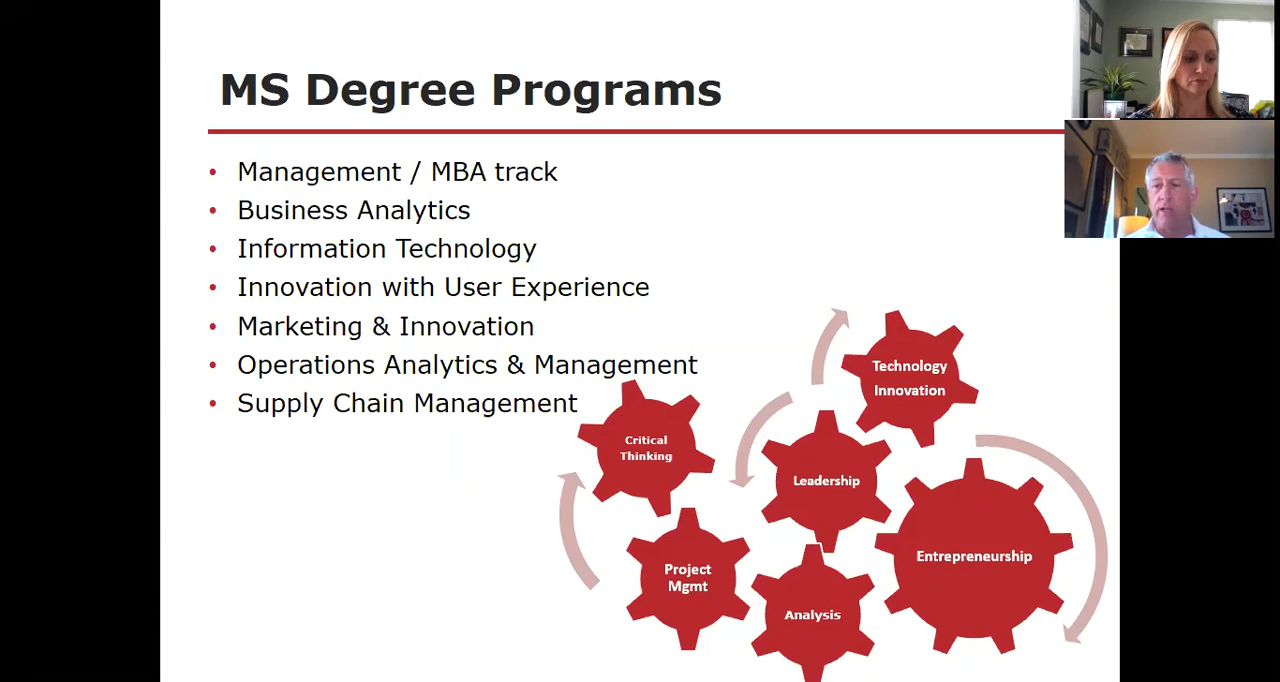 MS Degree Programs
• Management / MBA track
• Business Analytics
• Information Technology
• Innovation with User Experience
• Marketing & Innovation
• Operations Analytics & Management
• Supply Chain Management
Technology
Innovation
Critical
Thinking
Leadership
Entrepreneurship
Project
Mgmt
Analysis